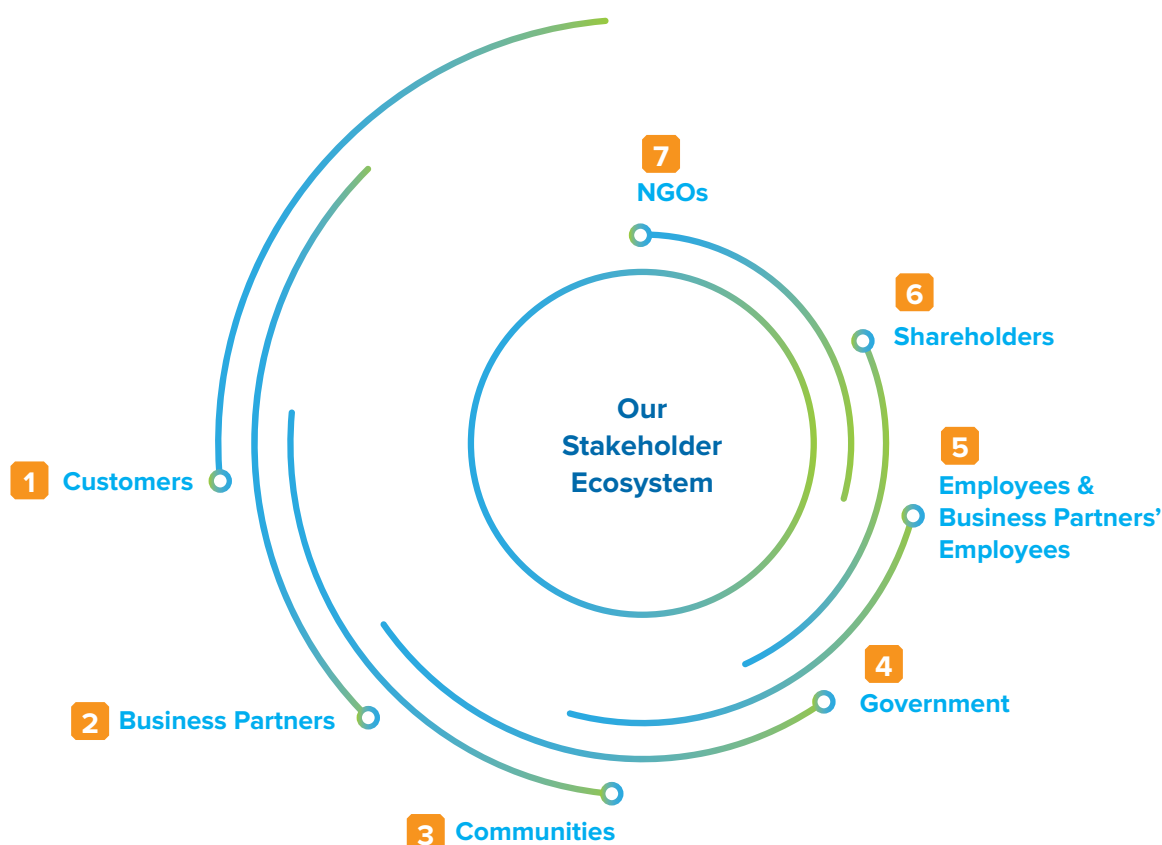 7
NGOs
6
Shareholders
Our
Stakeholder
Ecosystem
5
Employees &
Business Partners’
Employees
1 Customers
4
Government
2 Business Partners
3 Communities